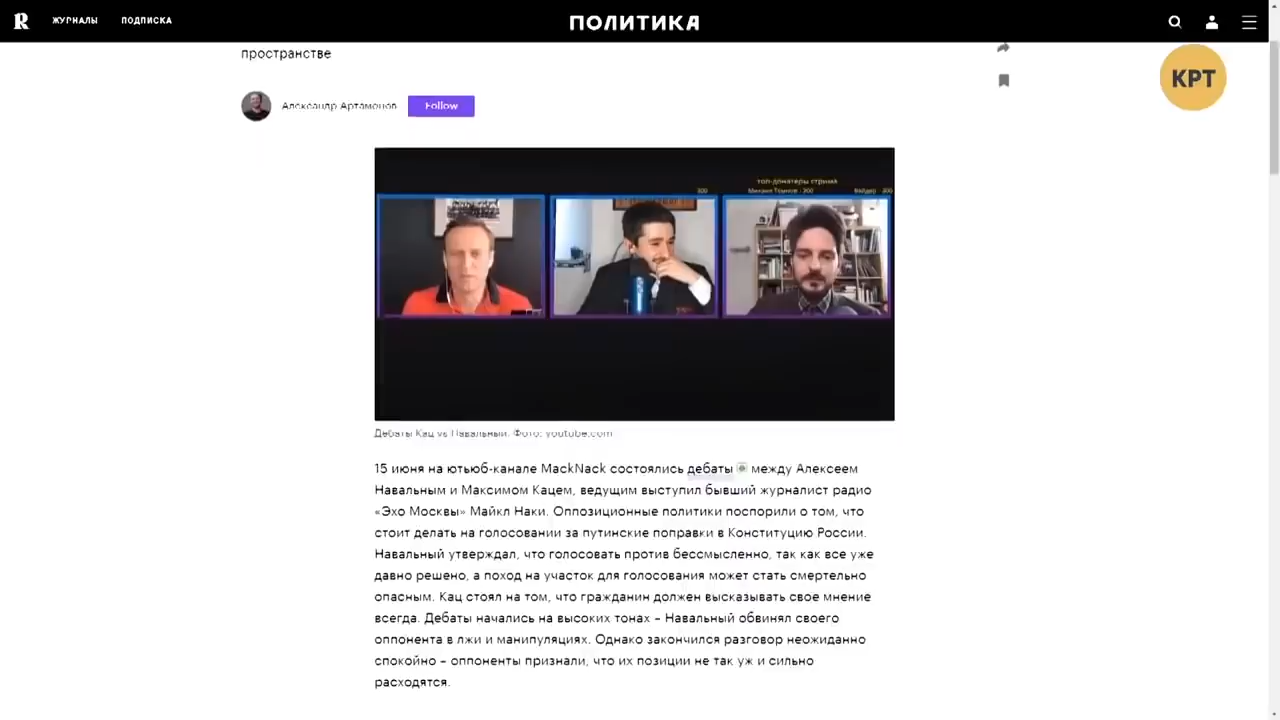 R ЖУРНАЛЫ ПОДПИСКА ПОЛИТИКА
пространстве
КРТ
Александр Артамонов Follow
топ-донатеры стрима
300
300
Дебаты Кац vs Навальный. Фото: youtube.com
15 июня на ютьюб-канале MackNack состоялись дебаты между Алексеем
Навальным и Максимом Кацем, ведущим выступил бывший журналист радио
«Эхо Москвы» Майкл Наки. Оппозиционные политики поспорили о том, что
стоит делать на голосовании за путинские поправки в Конституцию России.
Навальный утверждал, что голосовать против бессмысленно, так как все уже
давно решено, а поход на участок для голосования может стать смертельно
опасным. Кац стоял на том, что гражданин должен высказывать свое мнение
всегда. Дебаты начались на высоких тонах – Навальный обвинял своего
оппонента в лжи и манипуляциях. Однако закончился разговор неожиданно
спокойно – оппоненты признали, что их позиции не так уж и сильно
расходятся.